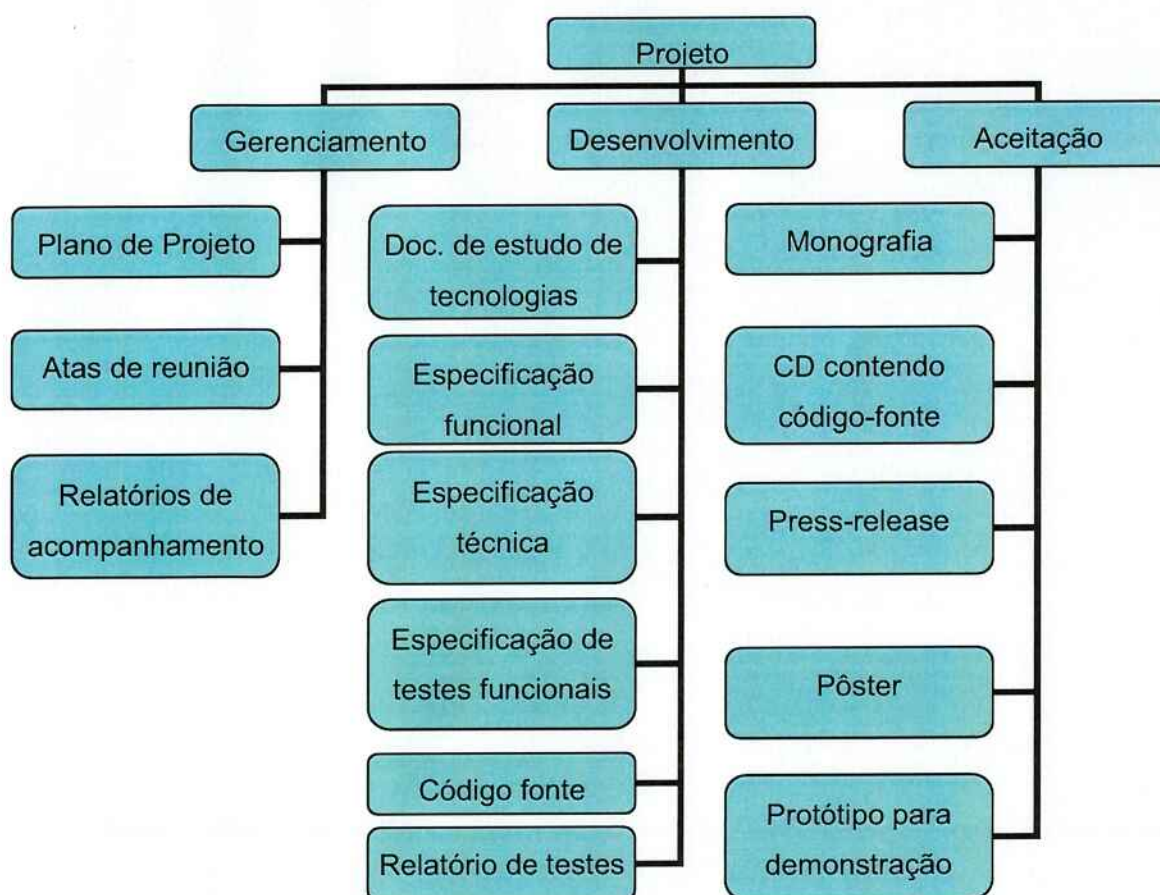 Projeto
Gerenciamento
Desenvolvimento
Aceitação
Plano de Projeto
Atas de reunião
Relatórios de
acompanhamento
Doc. de estudo de
tecnologias
Especificação
funcional
Especificação
técnica
Especificação de
testes funcionais
Código fonte
Relatório de testes
Monografia
CD contendo
código-fonte
Press-release
Pôster
Protótipo para
demonstração